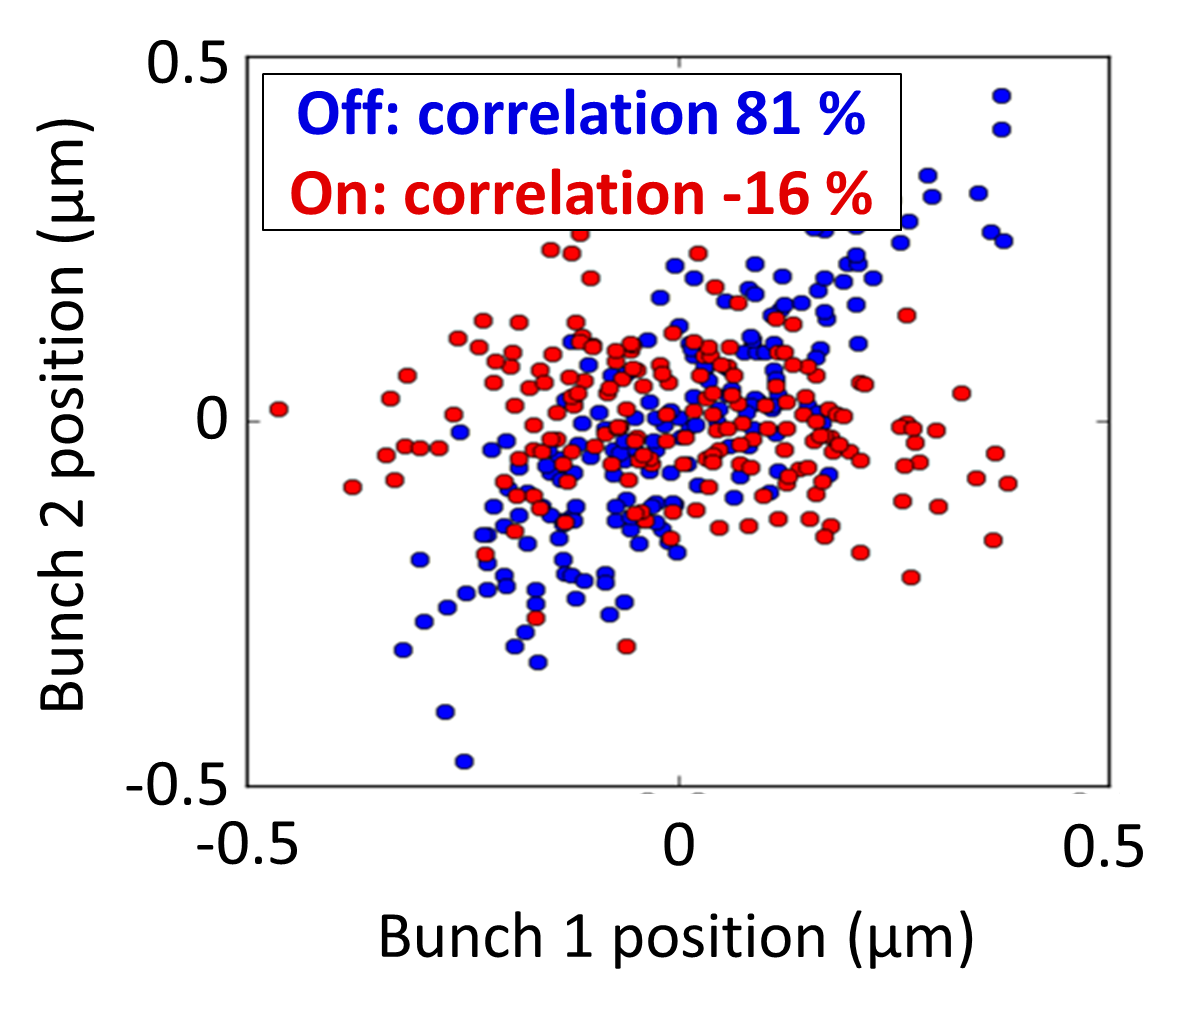 0.5
Off: correlation 81 %
On: correlation -16 %
Bunch 2 position (μm)
0
-0.5
-0.5
0
0.5
Bunch 1 position (μm)